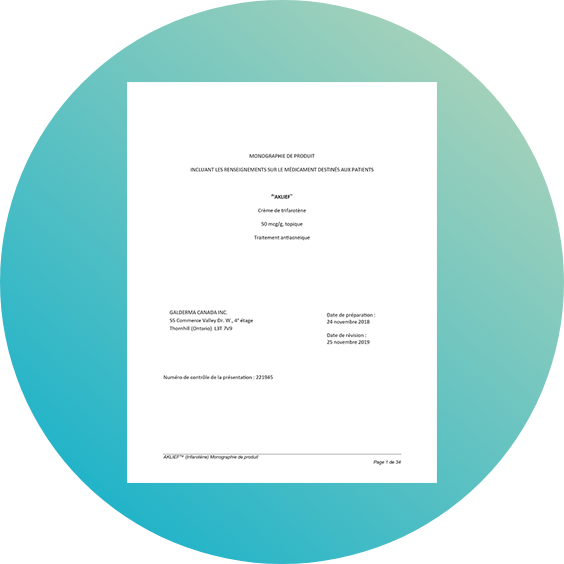 MONOGRAPHIE DE PRODUIT
INCLUANT LES RENSEIGNEMENTS SUR LE MÉDICAMENT DESTINÉS AUX PATIENTS
PrAKLIEF™
Crème de trifarotène
50 mcg/g, topique
Traitement antiacnéique
GALDERMA CANADA INC.
55 Commerce Valley Dr. W., 4e étage
Thornhill (Ontario) L3T 7V9
Date de préparation :
24 novembre 2018
Date de révision :
25 novembre 2019
Numéro de contrôle de la présentation : 221945
AKLIEF™ (trifarotène) Monographie de produit
Page 1 de 34